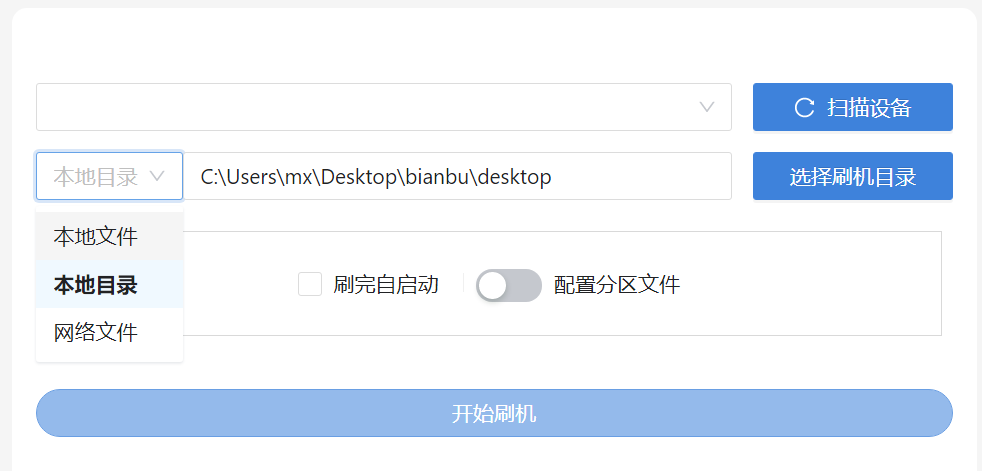 扫描设备
本地目录 C:\Users\mx\Desktop\bianbu\desktop 选择刷机目录
本地文件
本地目录 刷完自启动 配置分区文件
网络文件
开始刷机